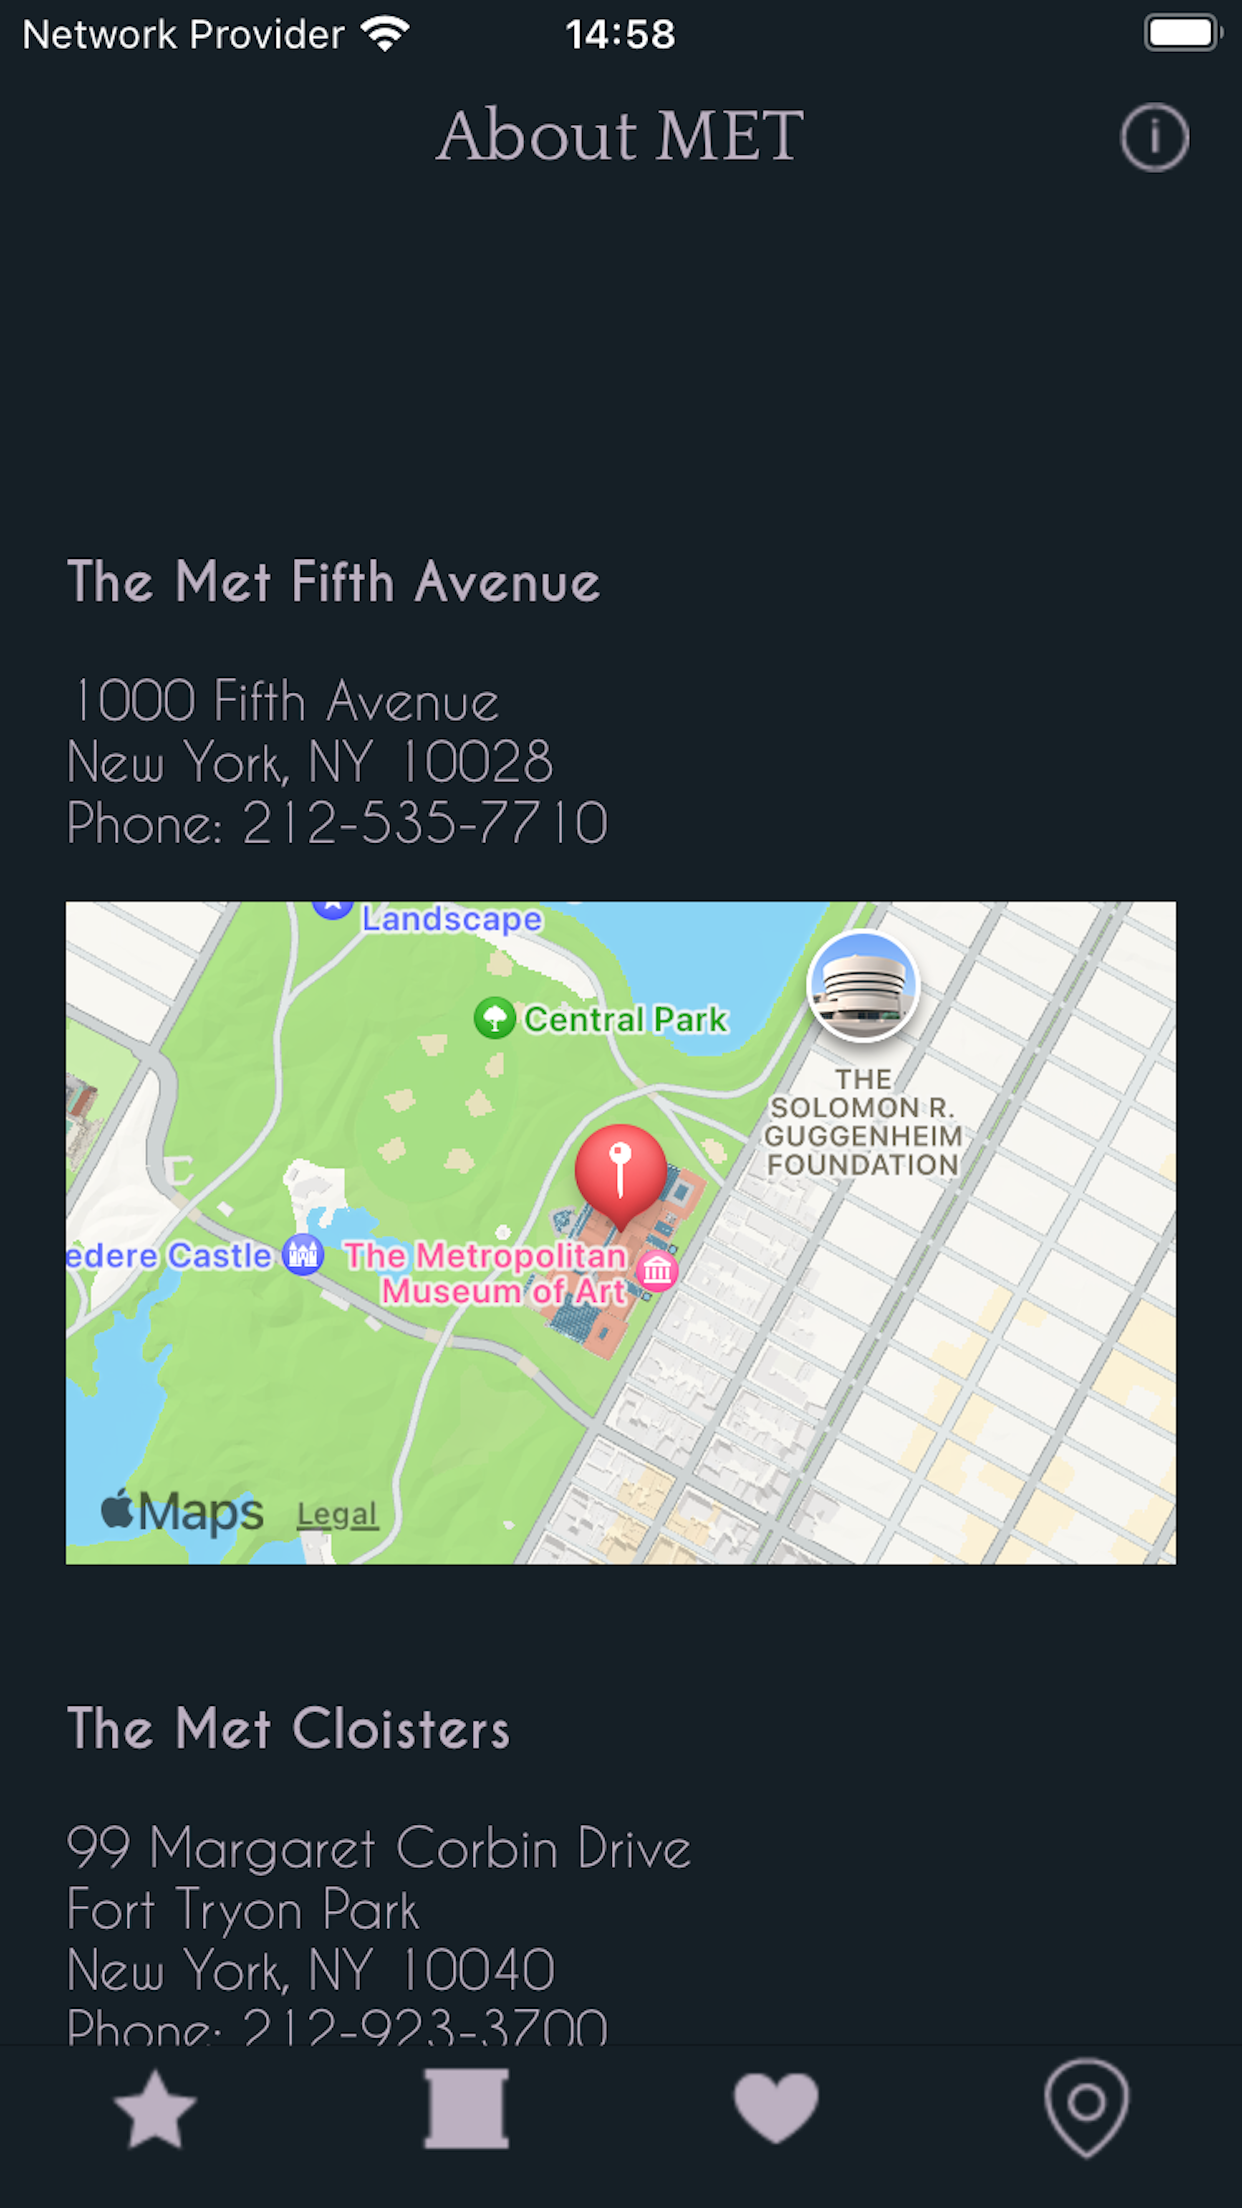 Network Provider 14:58
About MET
The Met Fifth Avenue
1000 Fifth Avenue
New York, NY 10028
Phone: 212-535-7710
Landscape
Central Park
THE
SOLOMON R.
GUGGENHEIM
FOUNDATION
edere Castle
The Metropolitan
Museum of Art
Maps Legal
The Met Cloisters
99 Margaret Corbin Drive
Fort Tryon Park
New York, NY 10040
Phone: 212-923-3700